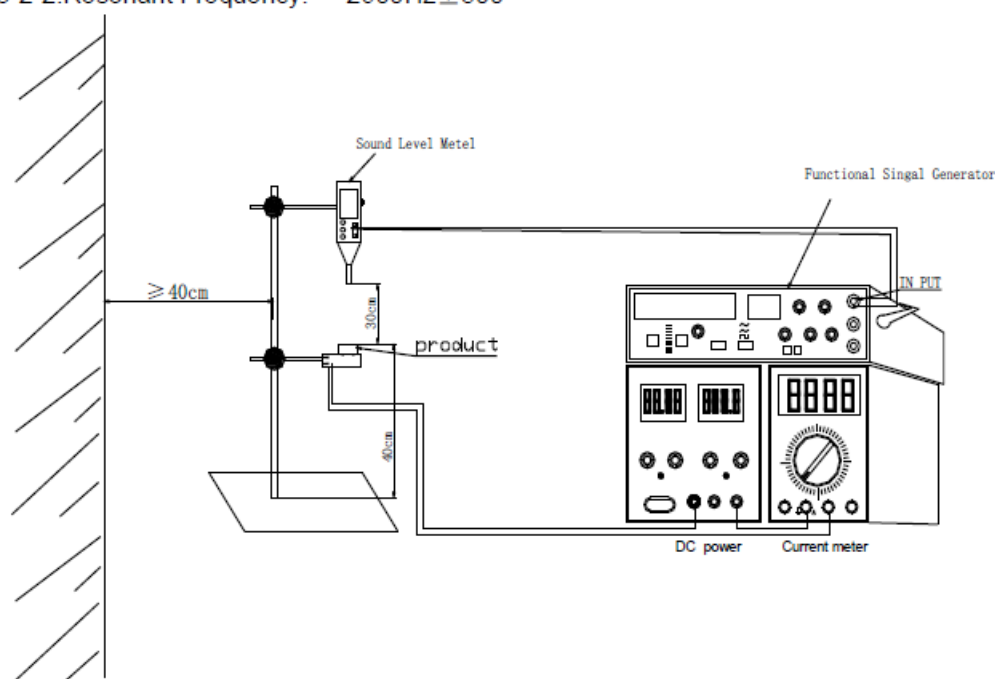 Sound Level Metel
Functional Singal Generator
IN PUT
≥40cm
30cm
product
40cm
DC power
Current meter